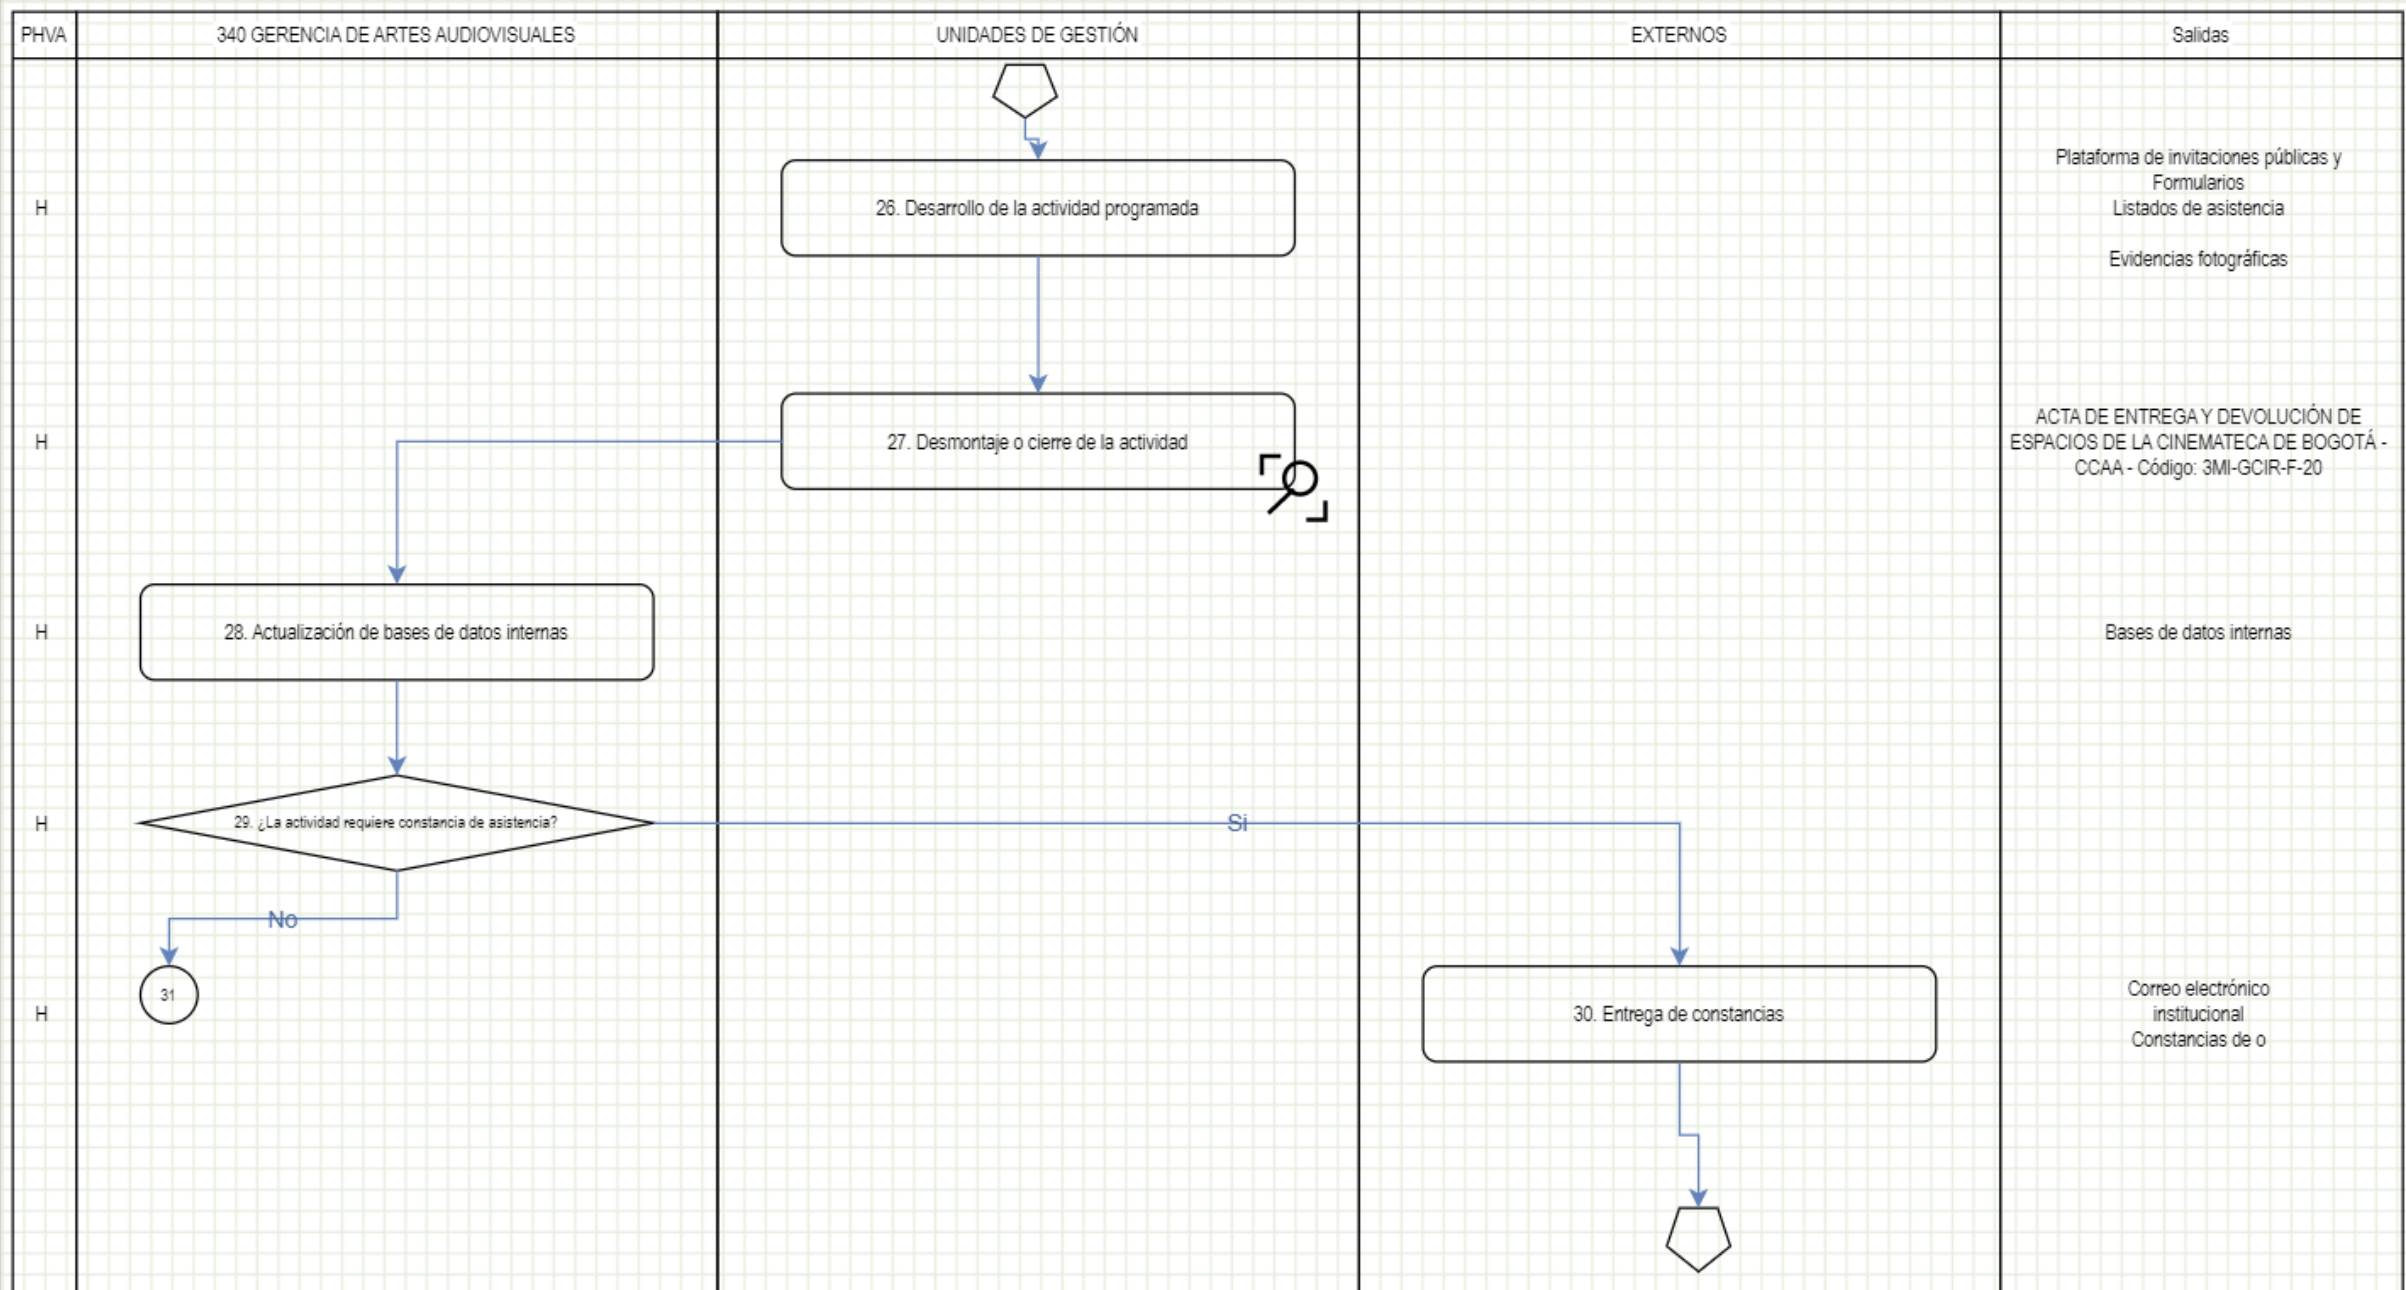 PHVA
340 GERENCIA DE ARTES AUDIOVISUALES
UNIDADES DE GESTIÓN
EXTERNOS
Salidas
H
26. Desarrollo de la actividad programada
Plataforma de invitaciones públicas y
Formularios
Listados de asistencia
Evidencias fotográficas
H
27. Desmontaje o cierre de la actividad
ACTA DE ENTREGA Y DEVOLUCIÓN DE
ESPACIOS DE LA CINEMATECA DE BOGOTÁ -
CCAA - Código: 3MI-GCIR-F-20
H
28. Actualización de bases de datos internas
Bases de datos internas
H
29. ¿La actividad requiere constancia de asistencia?
Si
No
H
31
30. Entrega de constancias
Correo electrónico
institucional
Constancias de o